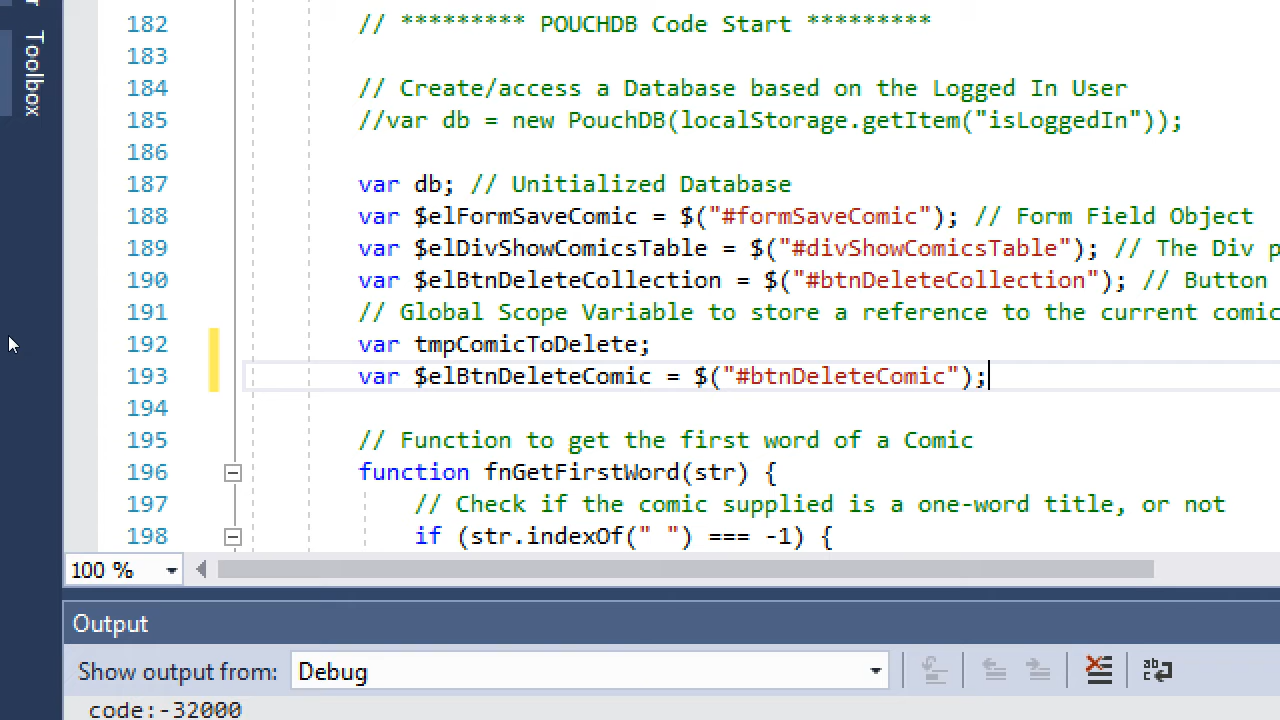 Toolbox
182 // ********* POUCHDB Code Start *********
183
184 // Create/access a Database based on the Logged In User
185 //var db = new PouchDB(localStorage.getItem("isLoggedIn"));
186
187 var db; // Unitialized Database
188 var $elFormSaveComic = $("#formSaveComic"); // Form Field Object
189 var $elDivShowComicsTable = $("#divShowComicsTable"); // The Div p
190 var $elBtnDeleteCollection = $("#btnDeleteCollection"); // Button
191 // Global Scope Variable to store a reference to the current comic
192 var tmpComicToDelete;
193 var $elBtnDeleteComic = $("#btnDeleteComic");
194
195 // Function to get the first word of a Comic
196 function fnGetFirstWord(str) {
197 // Check if the comic supplied is a one-word title, or not
198 if (str.indexOf(" ") === -1) {
100 %
Output
Show output from: Debug
code:-32000